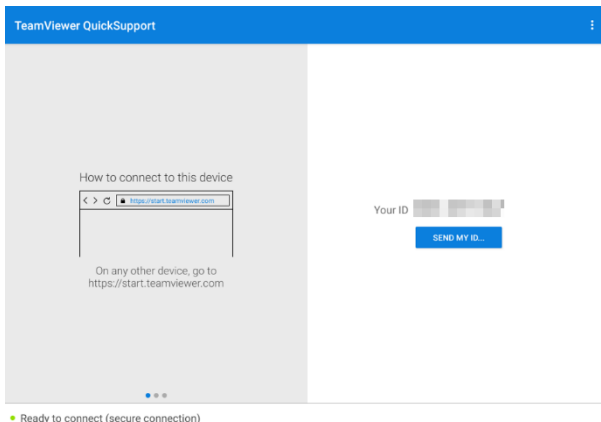 TeamViewer QuickSupport
How to connect to this device
https://start.teamviewer.com
On any other device, go to
https://start.teamviewer.com
Your ID
SEND MY ID...
Ready to connect (secure connection)